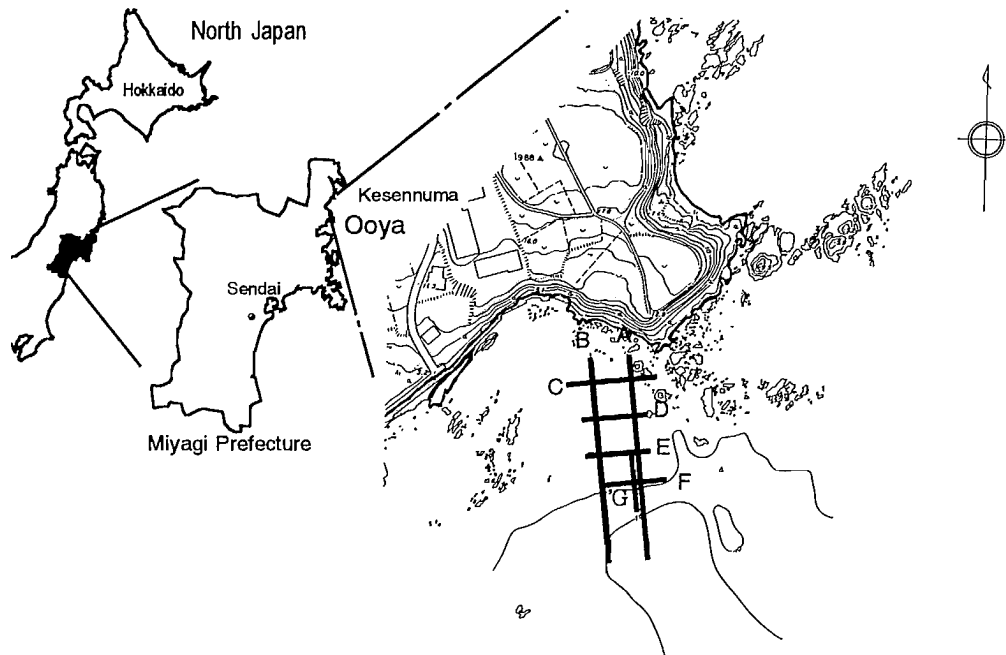 North Japan
Hokkaido
Kesennuma
Ooya
Sendai
Miyagi Prefecture
1988
B
A
C
D
E
F
G